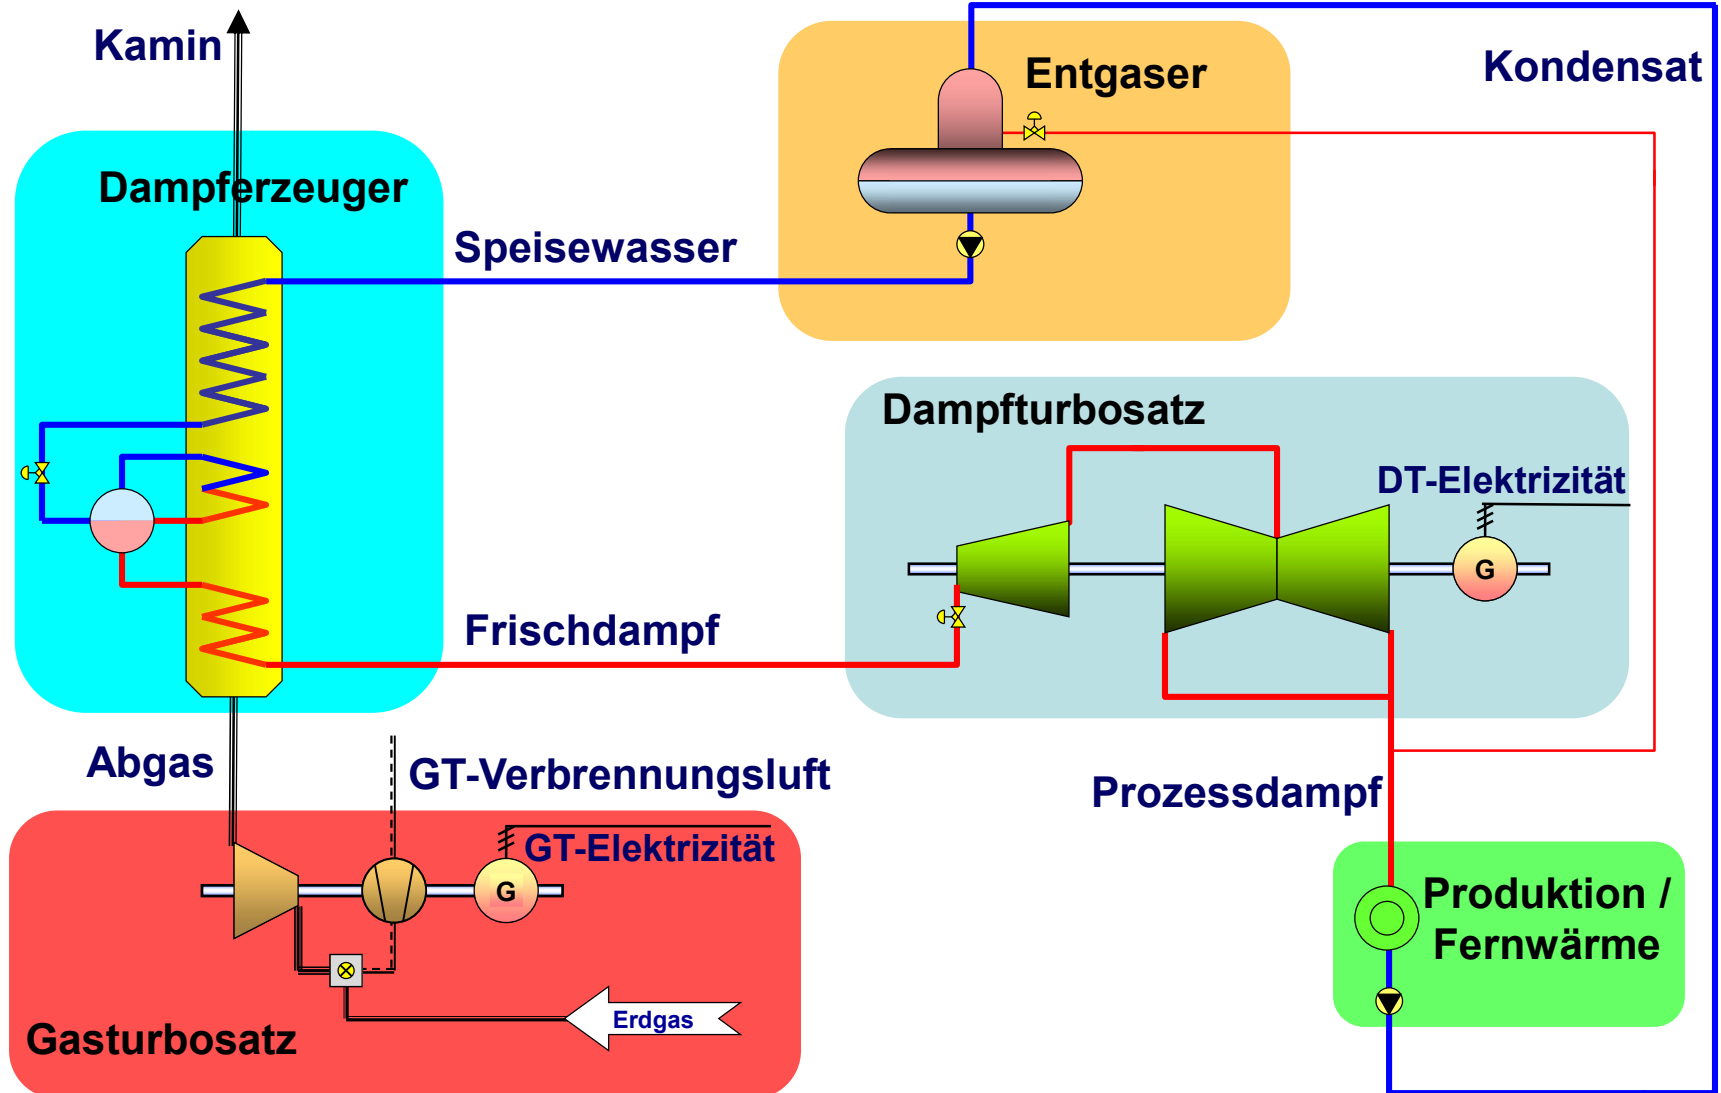 Kamin
Entgaser
Kondensat
Dampferzeuger
Speisewasser
Dampfturbosatz
DT-Elektrizität
G
Frischdampf
Abgas
GT-Verbrennungsluft
Prozessdampf
GT-Elektrizität
G
Produktion /
Fernwärme
Erdgas
Gasturbosatz